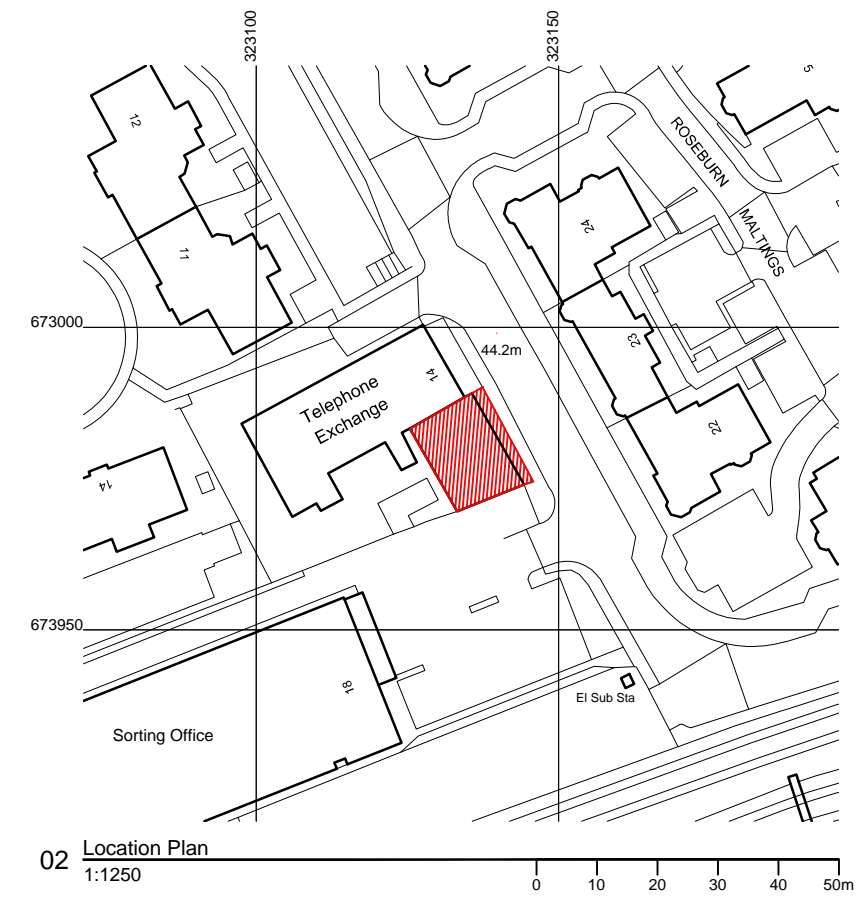 323100
323150
5
12
ROSEBURN
11
24
MALTINGS
673000
44.2m
23
14
Telephone
Exchange
22
14
673950
18
El Sub Sta
Sorting Office
02 Location Plan
1:1250
0 10 20 30 40 50m